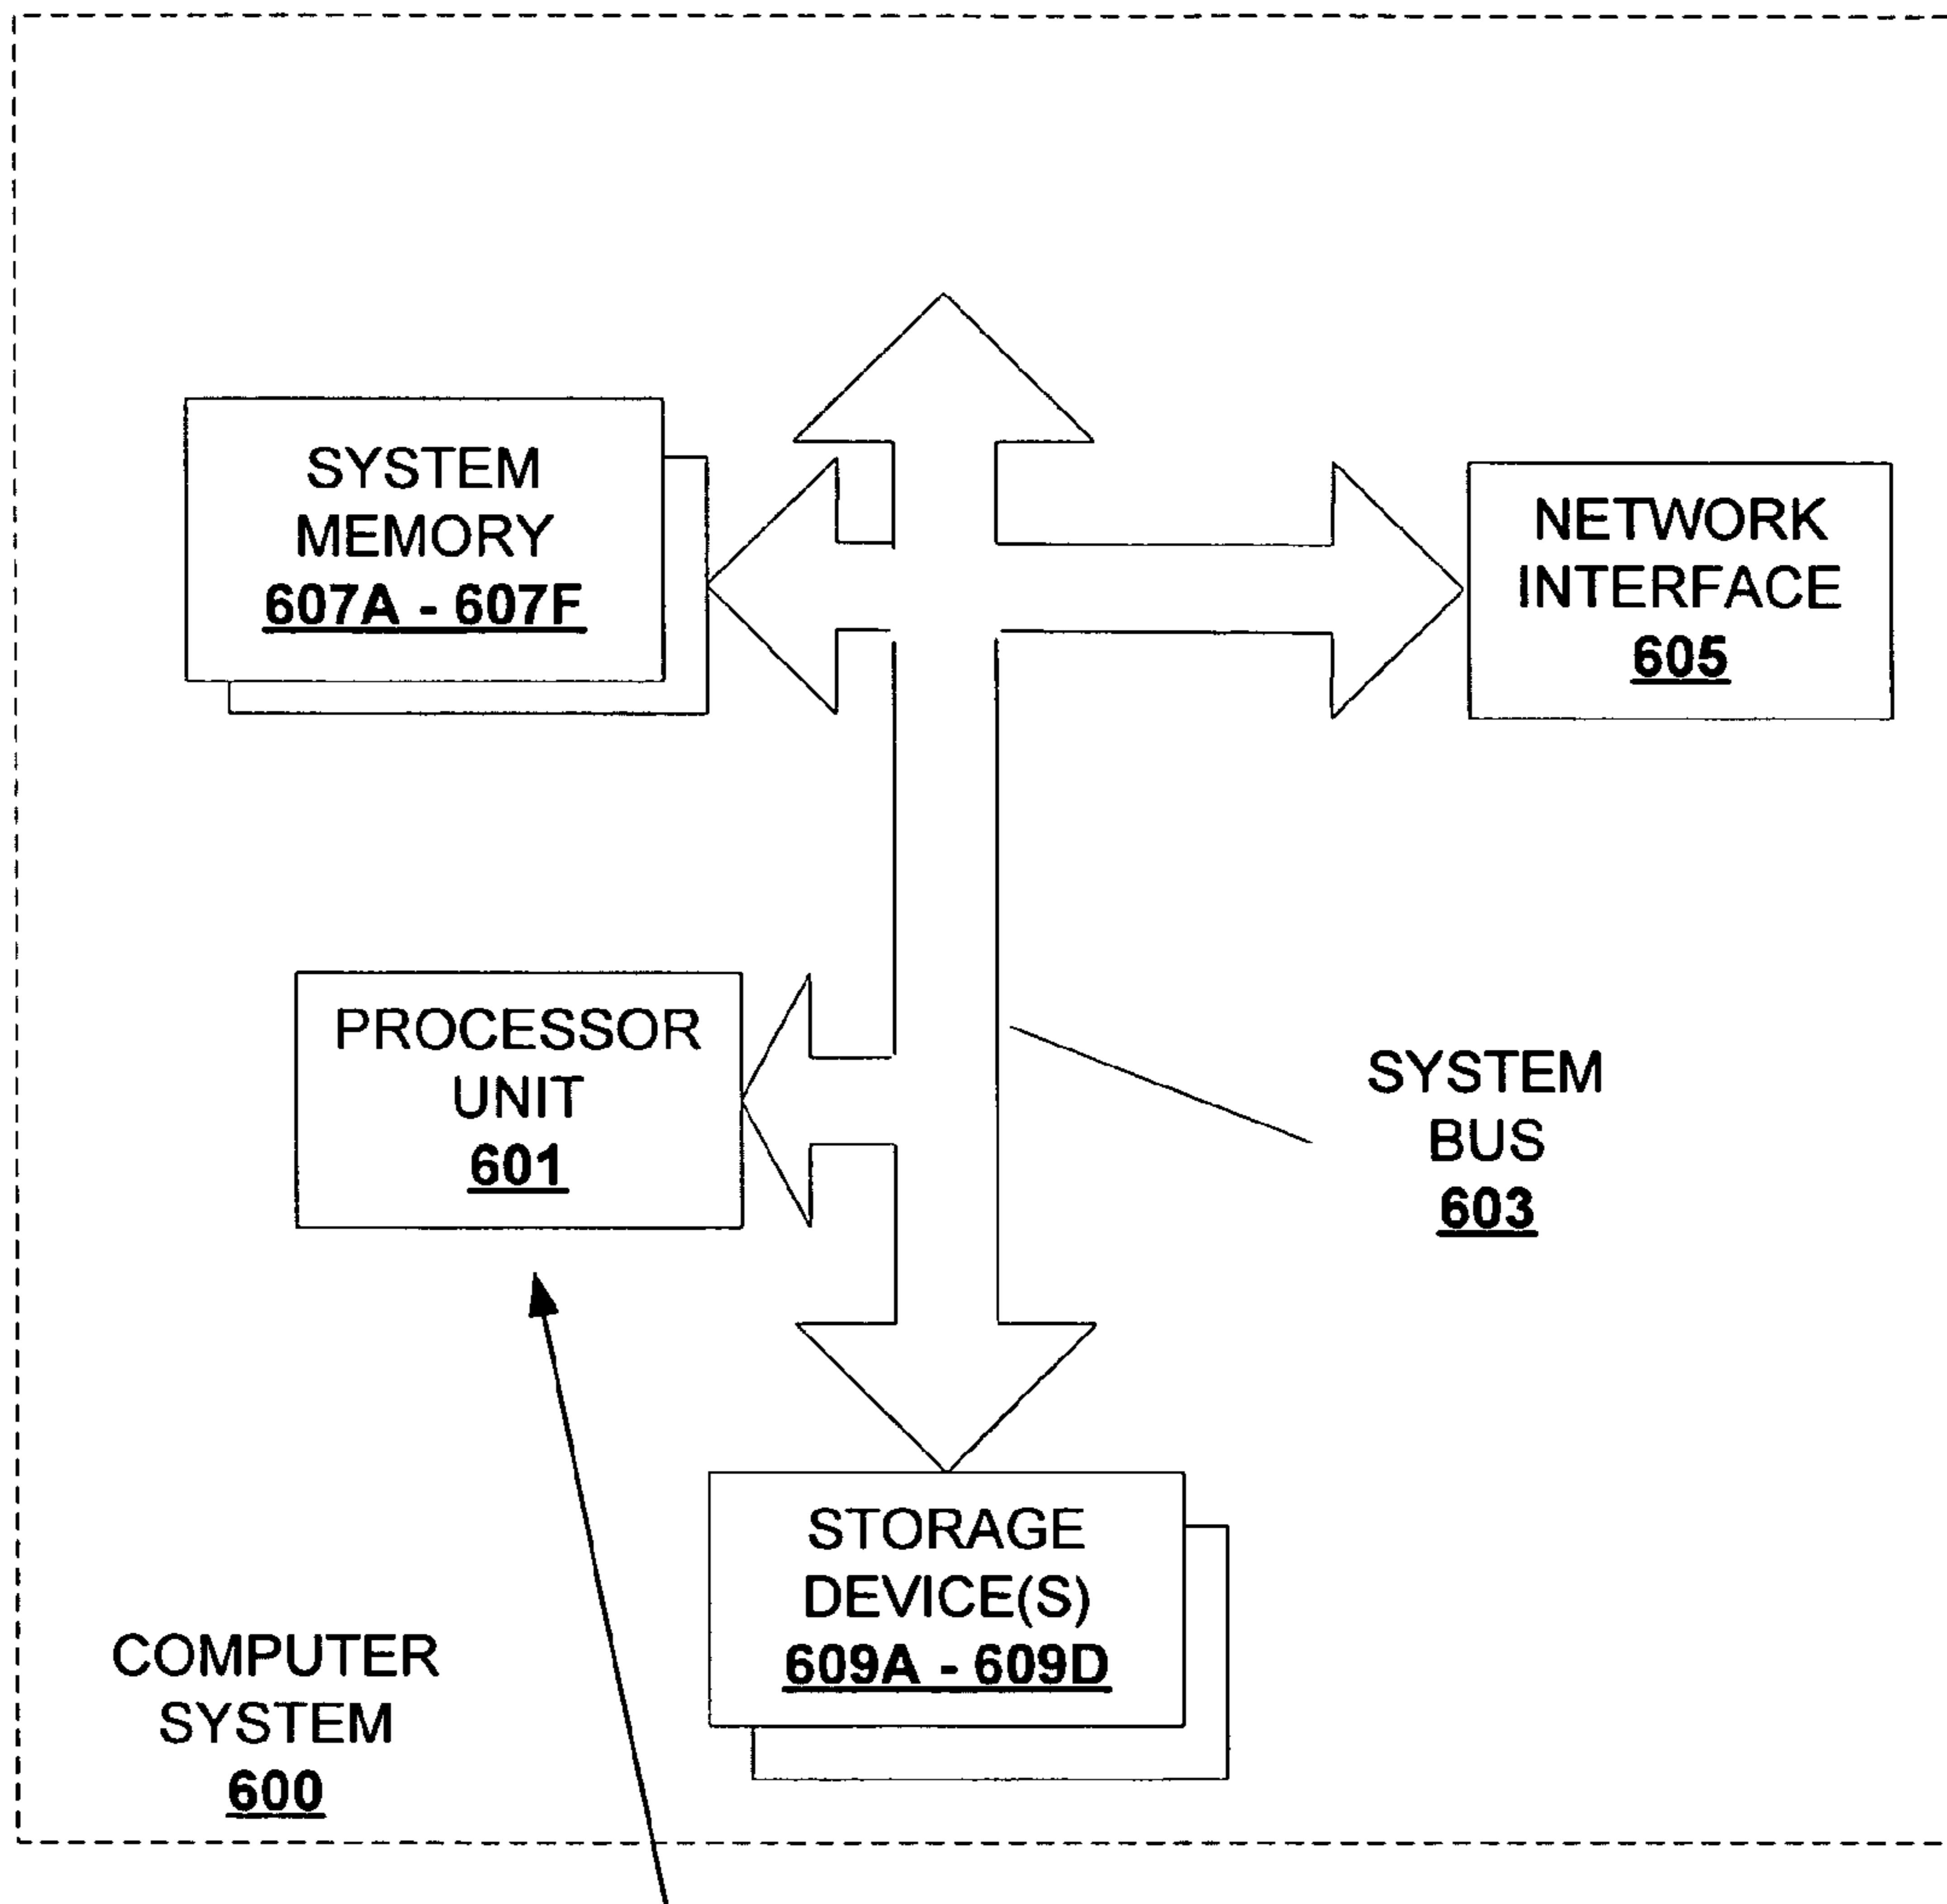 SYSTEM
MEMORY
607A - 607F
NETWORK
INTERFACE
605
PROCESSOR
UNIT
601
SYSTEM
BUS
603
STORAGE
DEVICE(S)
609A - 609D
COMPUTER
SYSTEM
600